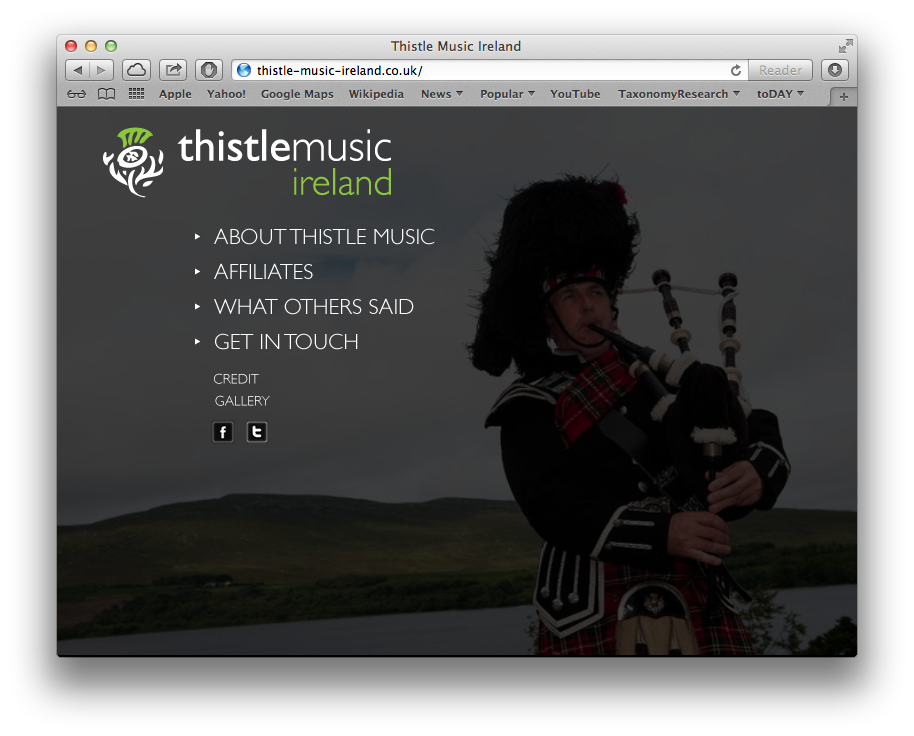 Thistle Music Ireland
thistle-music-ireland.co.uk/
Reader
Apple Yahoo! Google Maps Wikipedia News Popular YouTube TaxonomyResearch toDAY
thistlemusic
ireland
ABOUT THISTLE MUSIC
AFFILIATES
WHAT OTHERS SAID
GET IN TOUCH
CREDIT
GALLERY
f t